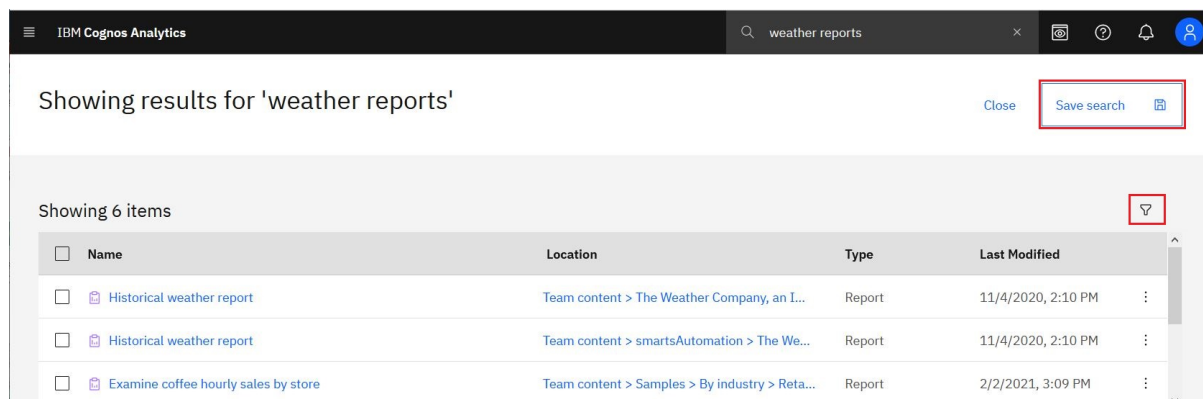 IBM Cognos Analytics weather reports
Showing results for 'weather reports' Close Save search
Showing 6 items
Name Location Type Last Modified
Historical weather report Team content > The Weather Company, an I... Report 11/4/2020, 2:10 PM
Historical weather report Team content > smartsAutomation > The We... Report 11/4/2020, 2:10 PM
Examine coffee hourly sales by store Team content > Samples > By industry > Reta... Report 2/2/2021, 3:09 PM